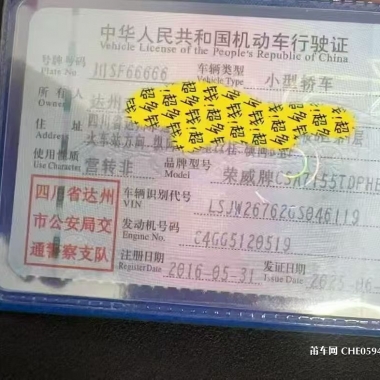 中华人民共和国机动车行驶证
Vehicle License of the People's Republic of China
号牌号码 川SF66666 车辆类型 小型轿车
Plate No Vehicle Type
所有人 达州
Owner
住址
使用性质 营转非 品牌型号 荣威牌
Use Character Model
四川省达州
市公安局交
通警察支队
车辆识别代号
VIN LSJW26762GS046119
发动机号码
Engine No. C4GG5120519
注册日期 2016-05-31 发证日期
Register Date Issue Date
苗车网 CHE0594